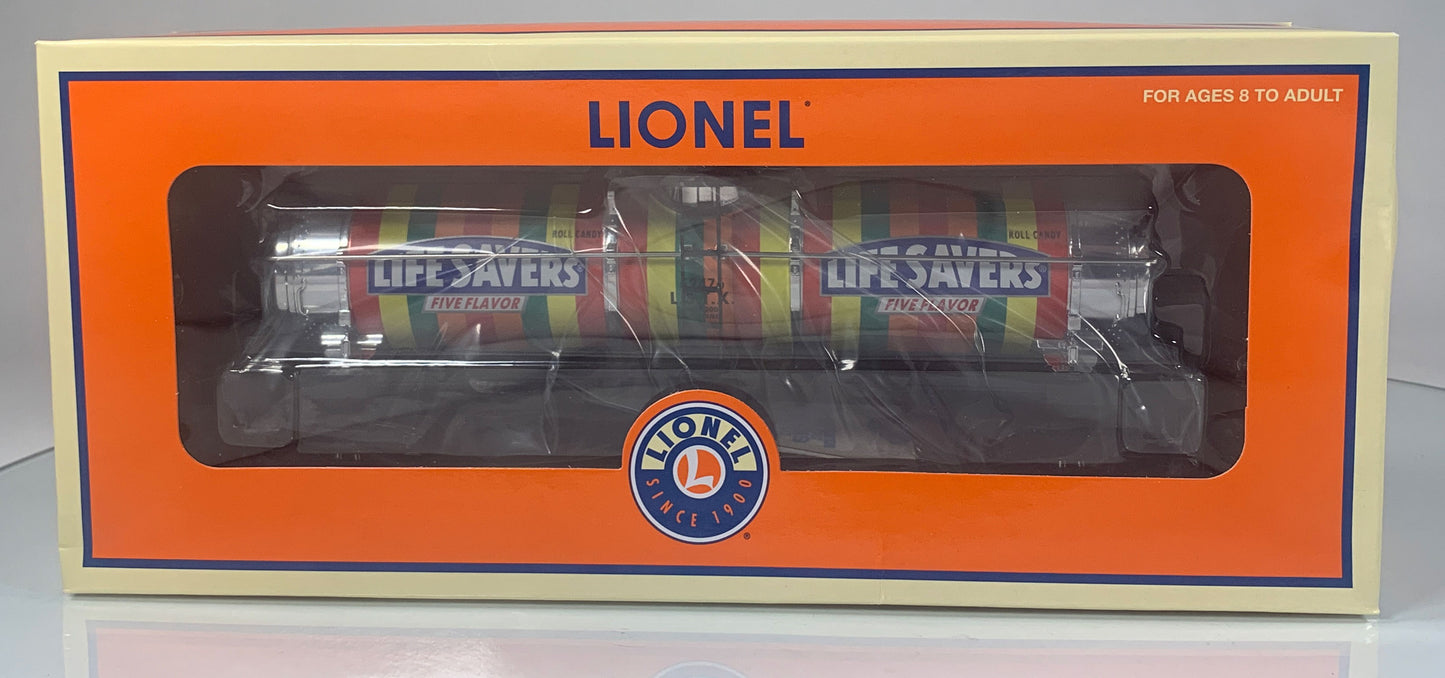 FOR AGES 8 TO ADULT
LIONEL
ROLL CANDY
LIFE SAVERS®
FIVE FLAVOR
ROLL CANDY
LIFE SAVERS®
FIVE FLAVOR
LIONEL
L
SINCE 1900
®